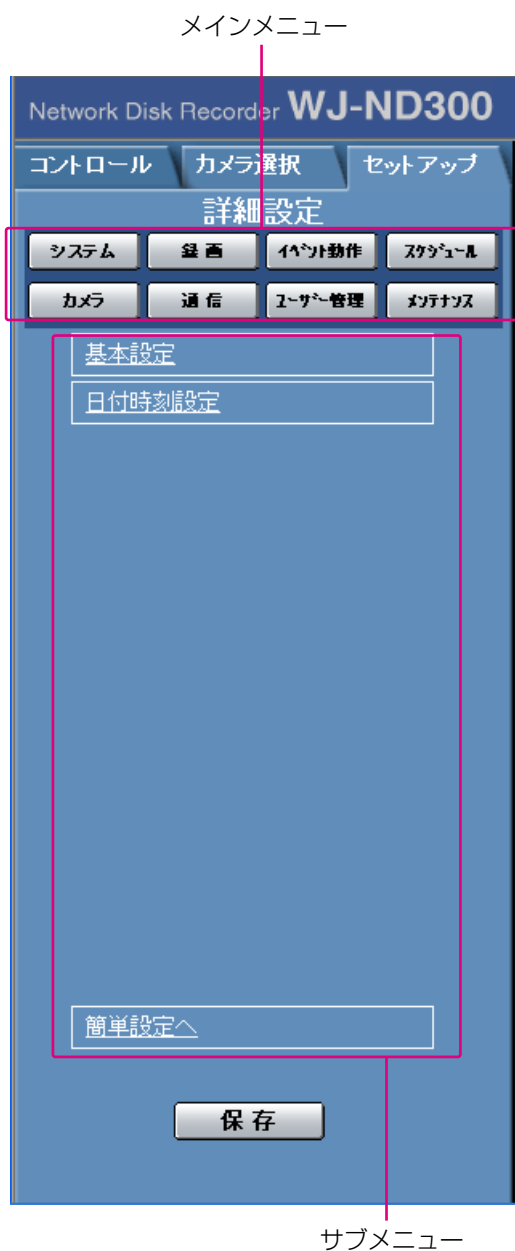 メインメニュー
Network Disk Recorder WJ-ND300
コントロール カメラ選択 セットアップ
詳細設定
システム 録画 ｲﾍﾞﾝﾄ動作 ｽｹｼﾞｭｰﾙ
カメラ 通信 ﾕｰｻﾞｰ管理 ﾒﾝﾃﾅﾝｽ
基本設定
日付時刻設定
簡単設定へ
保存
サブメニュー